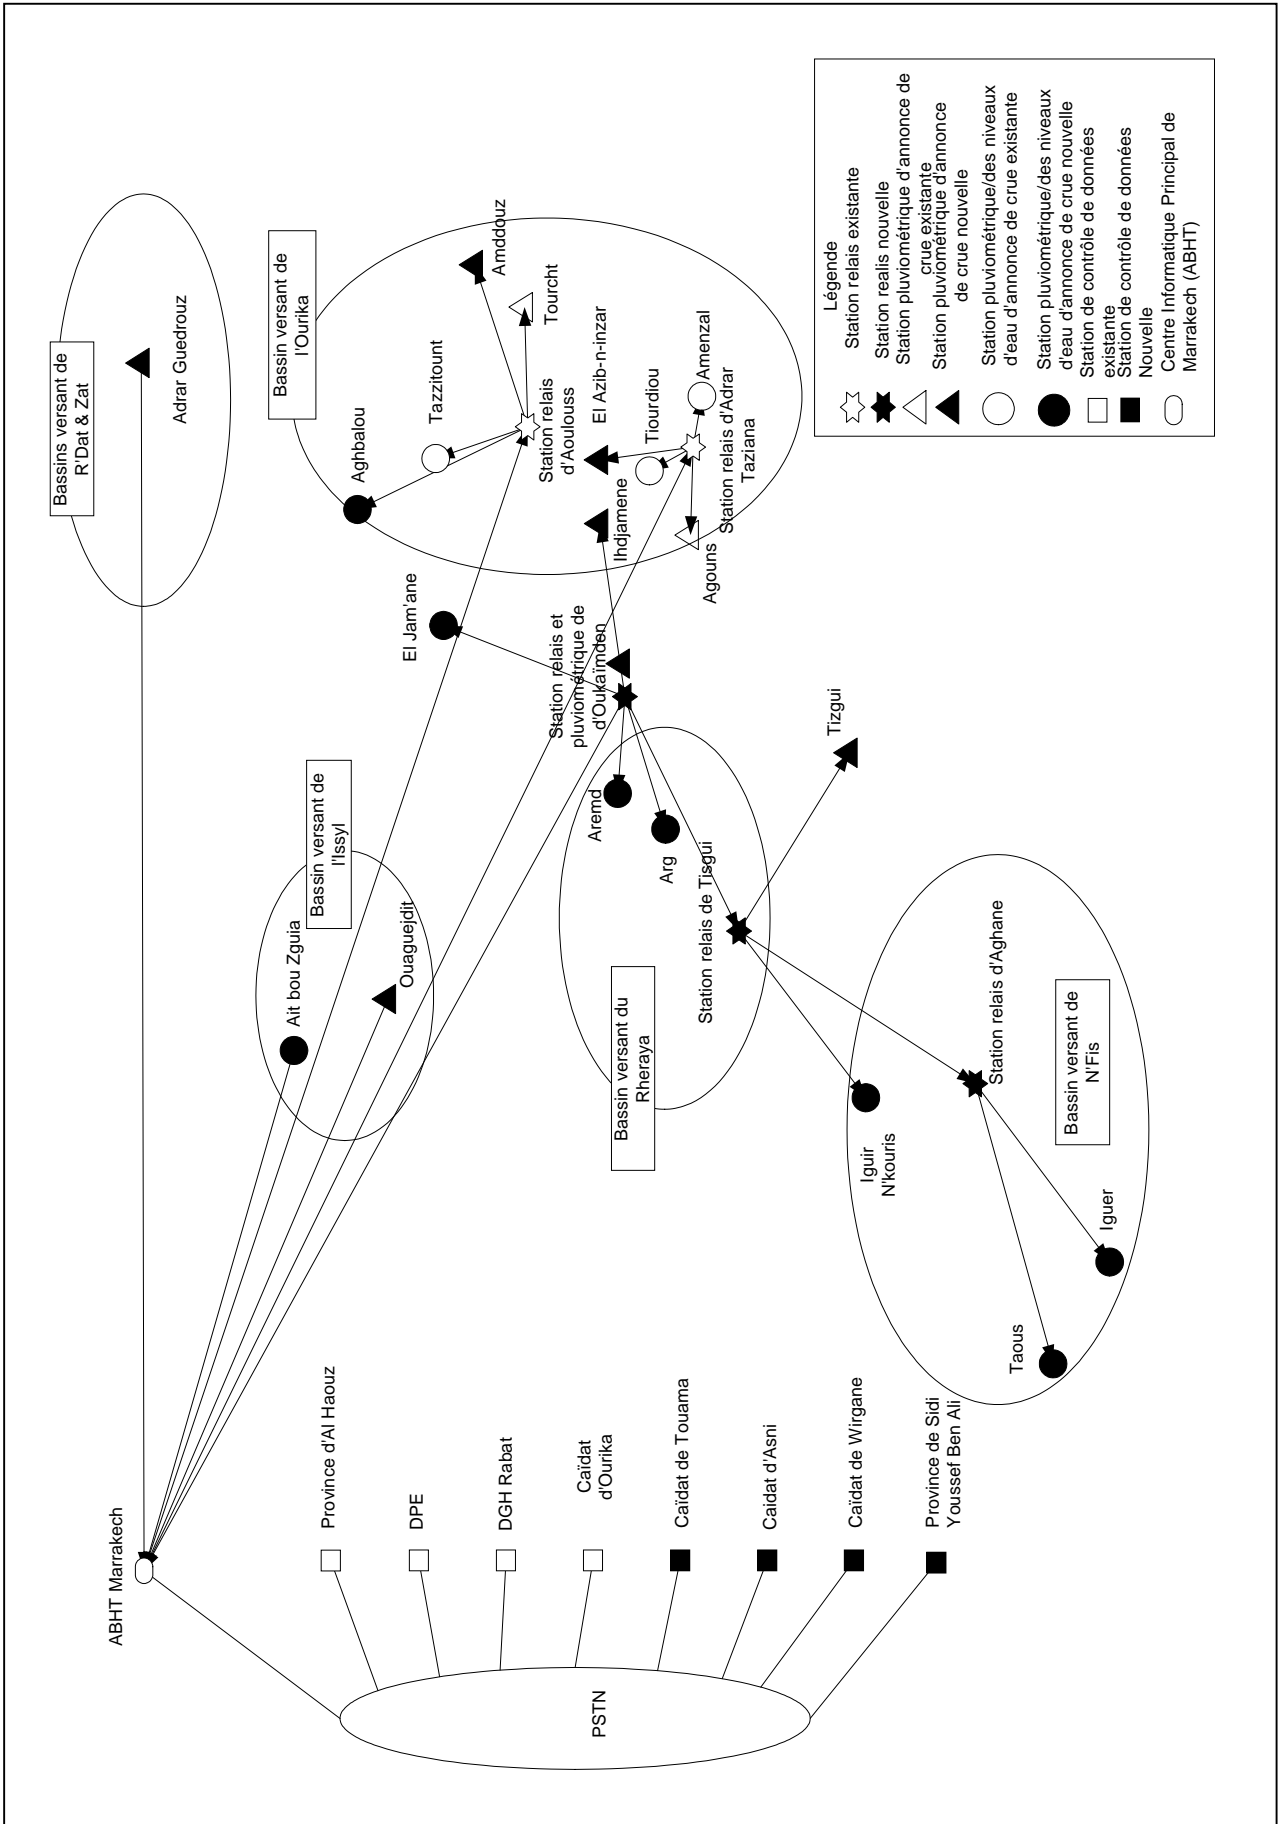 ABHT Marrakech
Bassins versant de
R'Dat & Zat
Adrar Guedrouz
Province d'Al Haouz
DPE
DGH Rabat
Caïdat
d'Ourika
Caïdat de Touama
Caidat d'Asni
Caïdat de Wirgane
Province de Sidi
Youssef Ben Ali
PSTN
Bassin versant de
l'Issyl
Ait bou Zguia
Ouaguejdit
Bassin versant de
l'Ourika
Aghbalou
Tazzitount
Amddouz
Tourcht
Station relais
d'Aoulouss
El Azib-n-inzar
Tiourdiou
Amenzal
Station relais d'Adrar
Taziana
Ihdjamene
Agouns
El Jam'ane
Station relais et
pluviométrique de
d'Oukaïmden
Bassin versant du
Rheraya
Aremd
Arg
Station relais de Tisgui
Tizgui
Iguir
N'kouris
Station relais d'Aghane
Bassin versant de
N'Fis
Iguer
Taous
Légende
Station relais existante
Station realis nouvelle
Station pluviométrique d'annonce de
crue existante
Station pluviométrique d'annonce
de crue nouvelle
Station pluviométrique/des niveaux
d'eau d'annonce de crue existante
Station pluviométrique/des niveaux
d'eau d'annonce de crue nouvelle
Station de contrôle de données
existante
Station de contrôle de données
Nouvelle
Centre Informatique Principal de
Marrakech (ABHT)